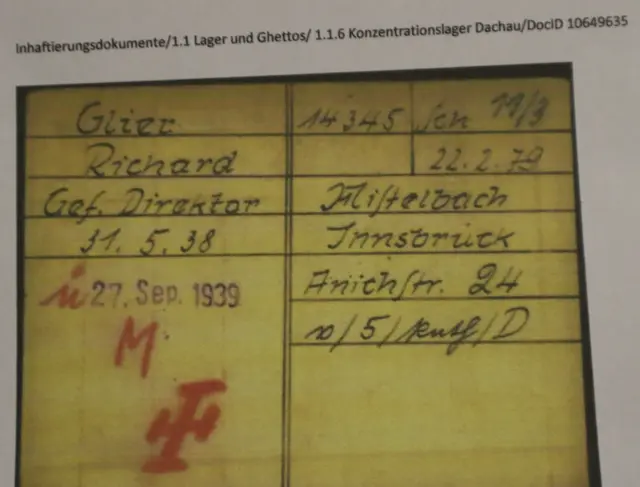 Inhaftierungsdokumente/1.1 Lager und Ghettos/ 1.1.6 Konzentrationslager Dachau/DocID 10649635
Glier 14345 Sch 11/3
Richard 22.2.79
Gef. Direktor Mistelbach
31. 5. 38 Innsbruck
ü 27. Sep. 1939 Anichstr. 24
M /5/ /D